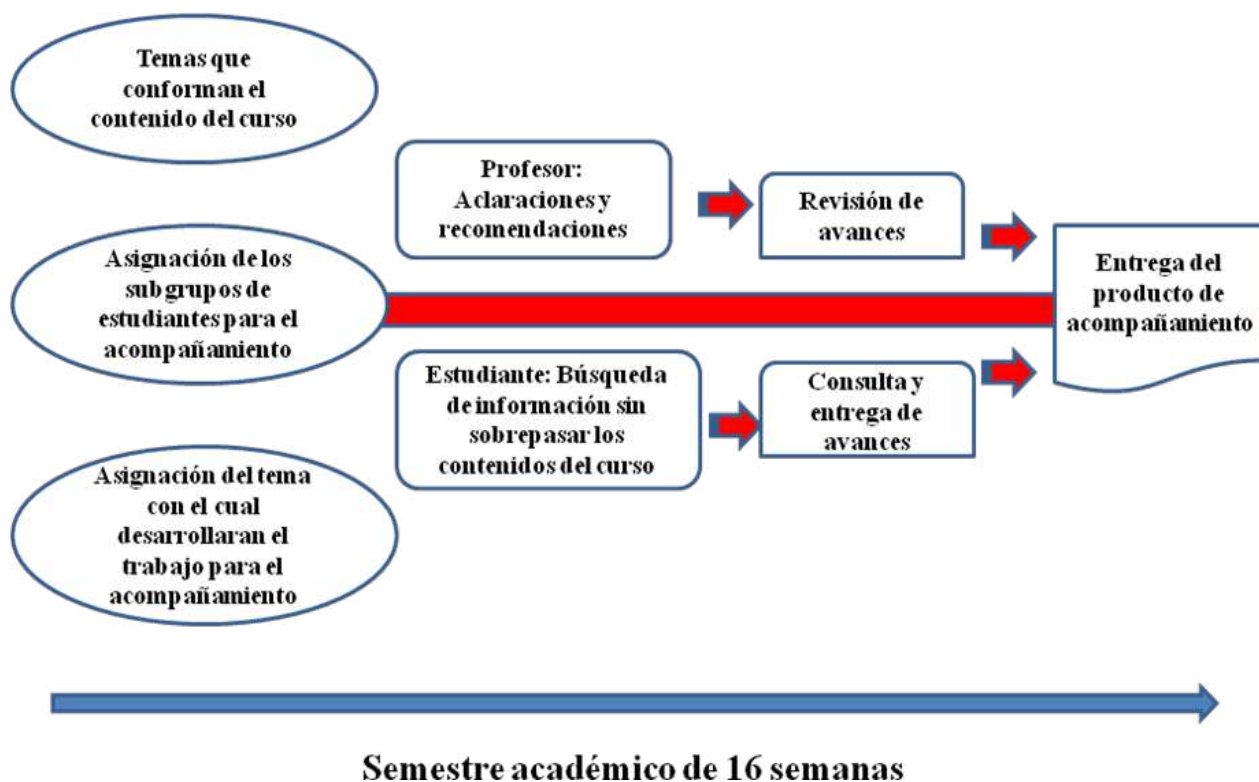 Temas que
conforman el
contenido del curso
Asignación de los
subgrupos de
estudiantes para el
acompañamiento
Asignación del tema
con el cual
desarrollaran el
trabajo para el
acompañamiento
Profesor:
Aclaraciones y
recomendaciones
Revisión de
avances
Estudiante: Búsqueda
de información sin
sobrepasar los
contenidos del curso
Consulta y
entrega de
avances
Entrega del
producto de
acompañamiento
Semestre académico de 16 semanas